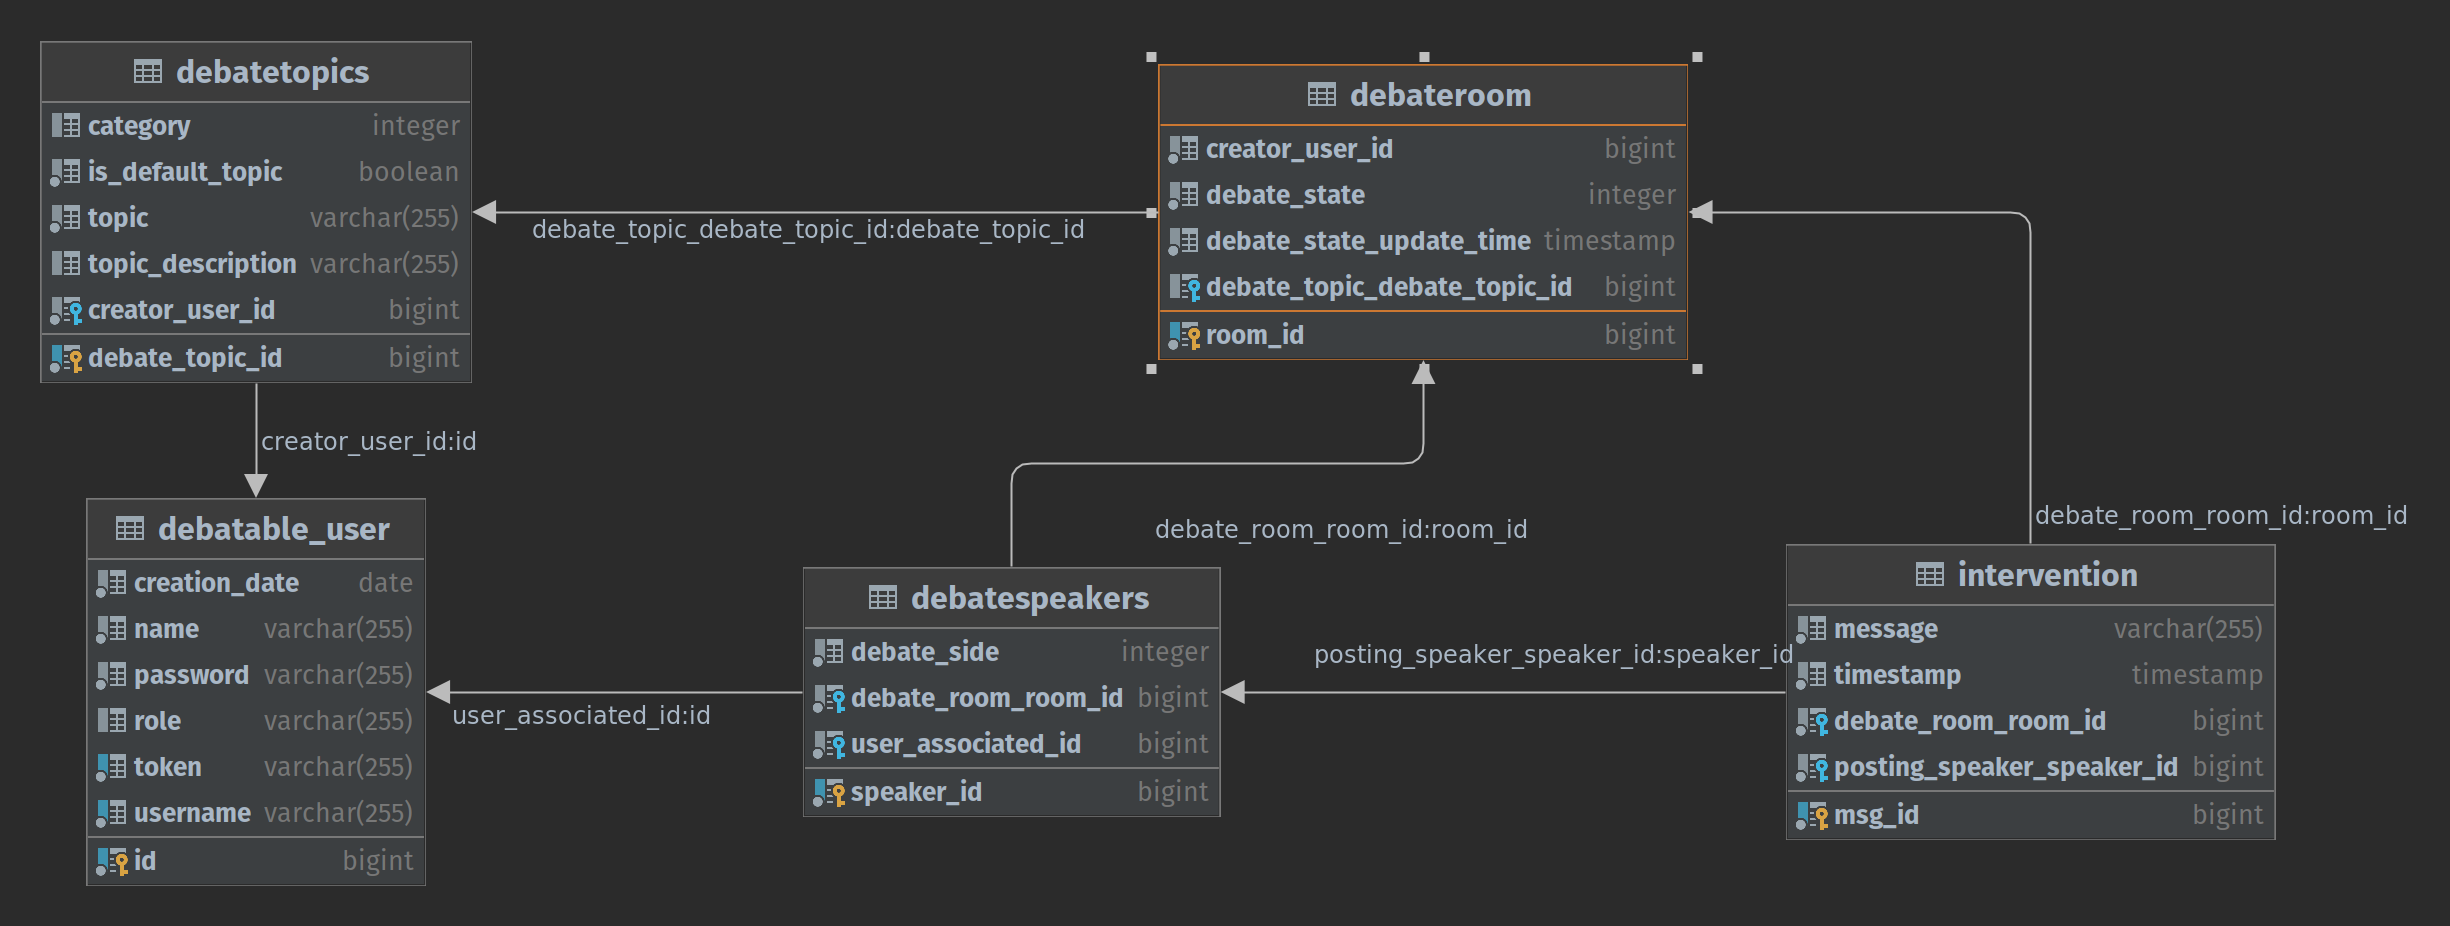 debatetopics
category integer
is_default_topic boolean
topic varchar(255)
topic_description varchar(255)
creator_user_id bigint
debate_topic_id bigint
debate_topic_debate_topic_id:debate_topic_id
debateroom
creator_user_id bigint
debate_state integer
debate_state_update_time timestamp
debate_topic_debate_topic_id bigint
room_id bigint
creator_user_id:id
debatable_user
creation_date date
name varchar(255)
password varchar(255)
role varchar(255)
token varchar(255)
username varchar(255)
id bigint
user_associated_id:id
debate_room_room_id:room_id
debatespeakers
debate_side integer
debate_room_room_id bigint
user_associated_id bigint
speaker_id bigint
posting_speaker_speaker_id:speaker_id
debate_room_room_id:room_id
intervention
message varchar(255)
timestamp timestamp
debate_room_room_id bigint
posting_speaker_speaker_id bigint
msg_id bigint